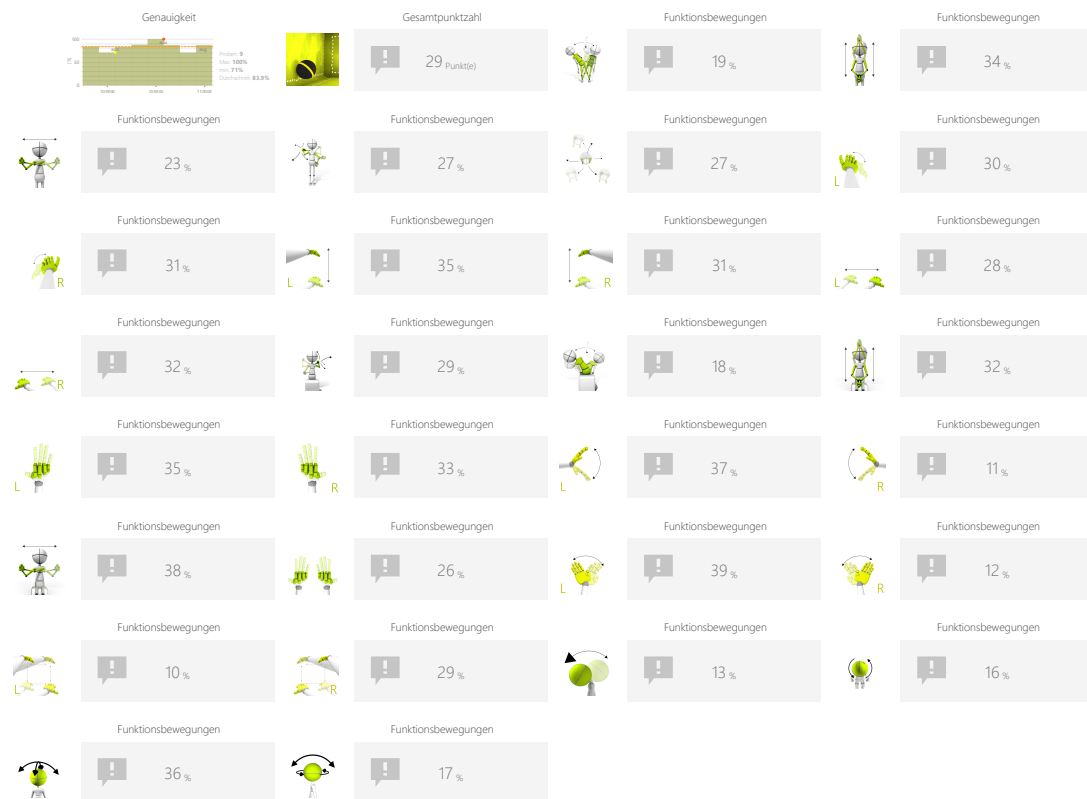 Genauigkeit
Gesamtpunktzahl
Funktionsbewegungen
Funktionsbewegungen
100
50
0
Proben: 5
Max: 100%
Min: 71%
Durchschnitt: 83,9%
29 Punkt(e)
19 %
34 %
Funktionsbewegungen
Funktionsbewegungen
Funktionsbewegungen
Funktionsbewegungen
23 %
27 %
27 %
L
30 %
Funktionsbewegungen
Funktionsbewegungen
Funktionsbewegungen
Funktionsbewegungen
R
31 %
L
35 %
R
31 %
L
28 %
Funktionsbewegungen
Funktionsbewegungen
Funktionsbewegungen
Funktionsbewegungen
R
32 %
29 %
18 %
32 %
Funktionsbewegungen
Funktionsbewegungen
Funktionsbewegungen
Funktionsbewegungen
L
35 %
R
33 %
L
37 %
R
11 %
Funktionsbewegungen
Funktionsbewegungen
Funktionsbewegungen
Funktionsbewegungen
38 %
26 %
L
39 %
R
12 %
Funktionsbewegungen
Funktionsbewegungen
Funktionsbewegungen
Funktionsbewegungen
L
10 %
R
29 %
13 %
16 %
Funktionsbewegungen
Funktionsbewegungen
36 %
17 %